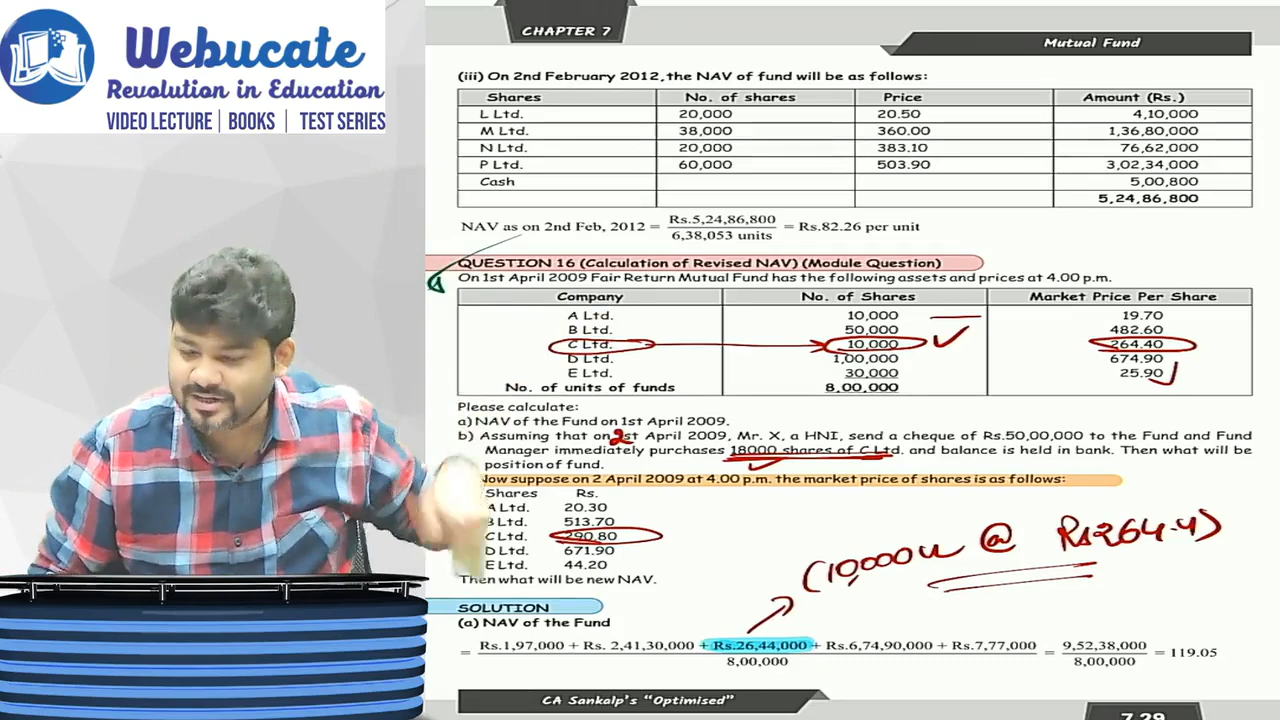 Webucate
Revolution in Education
VIDEO LECTURE | BOOKS | TEST SERIES
CHAPTER 7
Mutual Fund
(iii) On 2nd February 2012, the NAV of fund will be as follows:
Shares No. of shares Price Amount (Rs.)
L Ltd. 20,000 20.50 4,10,000
M Ltd. 38,000 360.00 1,36,80,000
N Ltd. 20,000 383.10 76,62,000
P Ltd. 60,000 503.90 3,02,34,000
Cash 5,00,800
5,24,86,800
NAV as on 2nd Feb, 2012 = Rs.5,24,86,800 / 6,38,053 units = Rs.82.26 per unit
QUESTION 16 (Calculation of Revised NAV) (Module Question)
On 1st April 2009 Fair Return Mutual Fund has the following assets and prices at 4.00 p.m.
Company No. of Shares Market Price Per Share
A Ltd. 10,000 19.70
B Ltd. 50,000 482.60
C Ltd. 10,000 264.40
D Ltd. 1,00,000 674.90
E Ltd. 30,000 25.90
No. of units of funds 8,00,000
Please calculate:
a) NAV of the Fund on 1st April 2009.
b) Assuming that on 2st April 2009, Mr. X, a HNI, send a cheque of Rs.50,00,000 to the Fund and Fund
Manager immediately purchases 18000 shares of C Ltd. and balance is held in bank. Then what will be
position of fund.
Now suppose on 2 April 2009 at 4.00 p.m. the market price of shares is as follows:
Shares Rs.
A Ltd. 20.30
B Ltd. 513.70
C Ltd. 290.80
D Ltd. 671.90
E Ltd. 44.20
Then what will be new NAV.
(10,000 u @ Rs 264.4)
SOLUTION
(a) NAV of the Fund
= Rs.1,97,000 + Rs. 2,41,30,000 + Rs.26,44,000 + Rs.6,74,90,000 + Rs.7,77,000 / 8,00,000 = 9,52,38,000 / 8,00,000 = 119.05
CA Sankalp's "Optimised"
7.29